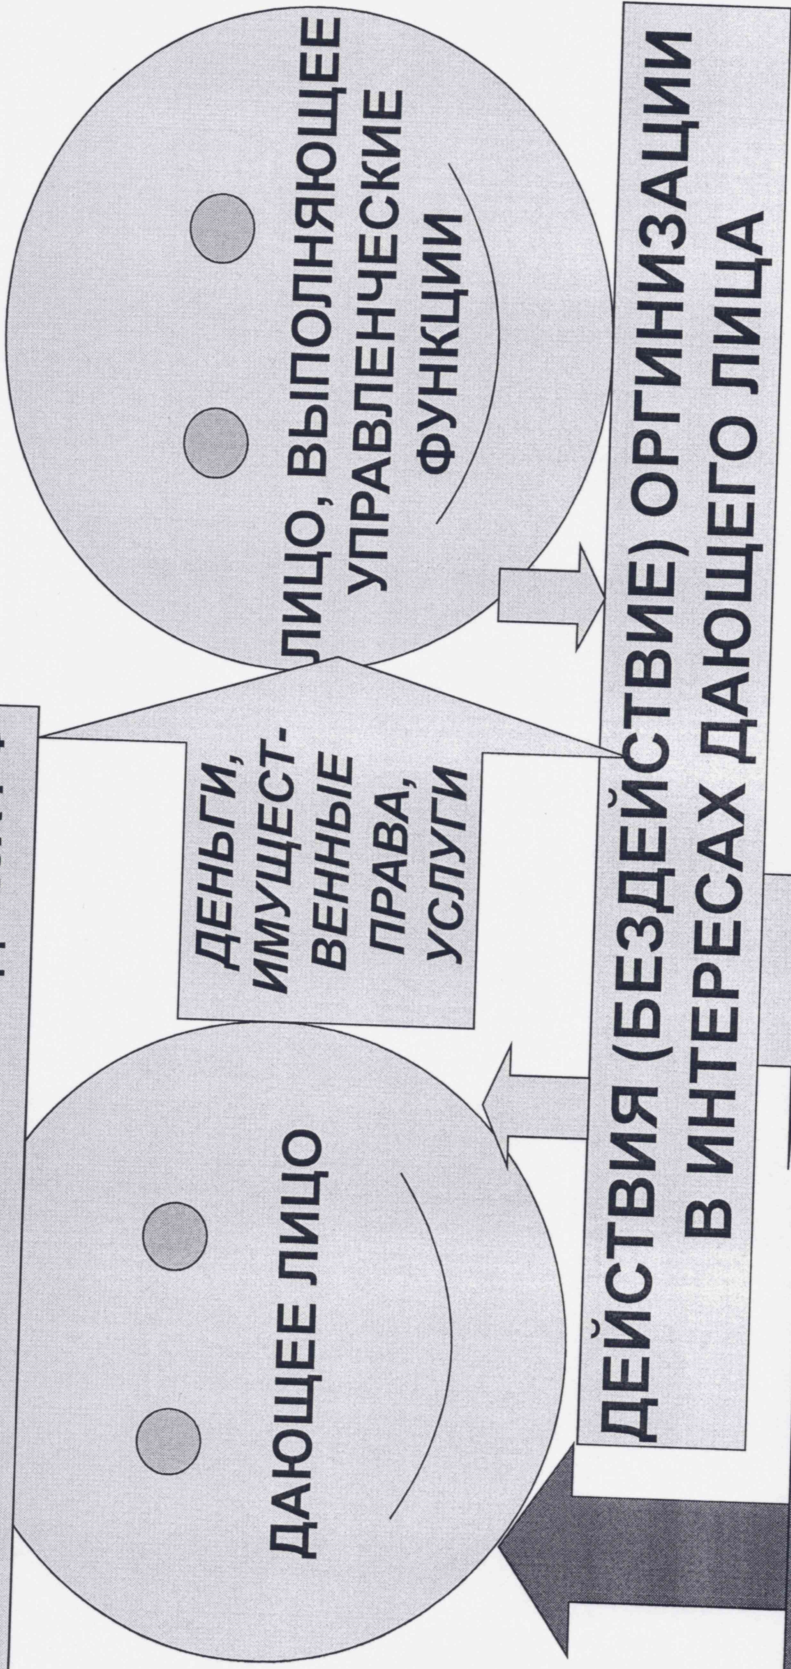 ДАЮЩЕЕ ЛИЦО
ДЕНЬГИ,
ИМУЩЕСТ-
ВЕННЫЕ
ПРАВА,
УСЛУГИ
ЛИЦО, ВЫПОЛНЯЮЩЕЕ
УПРАВЛЕНЧЕСКИЕ
ФУНКЦИИ
ДЕЙСТВИЯ (БЕЗДЕЙСТВИЕ) ОРГИНИЗАЦИИ
В ИНТЕРЕСАХ ДАЮЩЕГО ЛИЦА